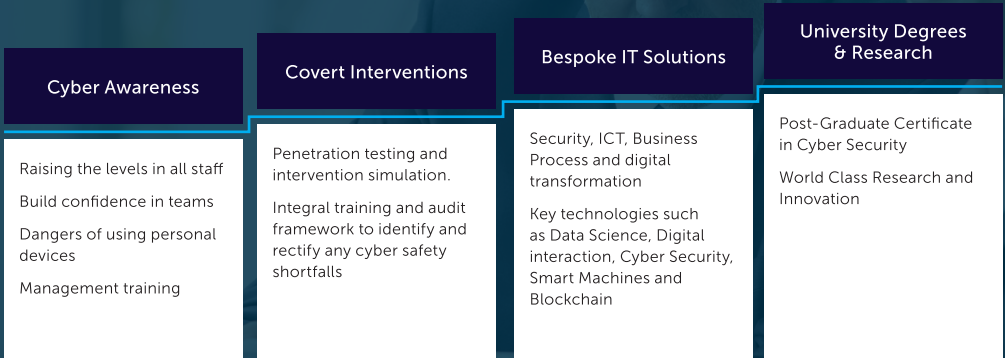 Cyber Awareness
Raising the levels in all staff
Build confidence in teams
Dangers of using personal
devices
Management training
Covert Interventions
Penetration testing and
intervention simulation.
Integral training and audit
framework to identify and
rectify any cyber safety
shortfalls
Bespoke IT Solutions
Security, ICT, Business
Process and digital
transformation
Key technologies such
as Data Science, Digital
interaction, Cyber Security,
Smart Machines and
Blockchain
University Degrees
& Research
Post-Graduate Certificate
in Cyber Security
World Class Research and
Innovation